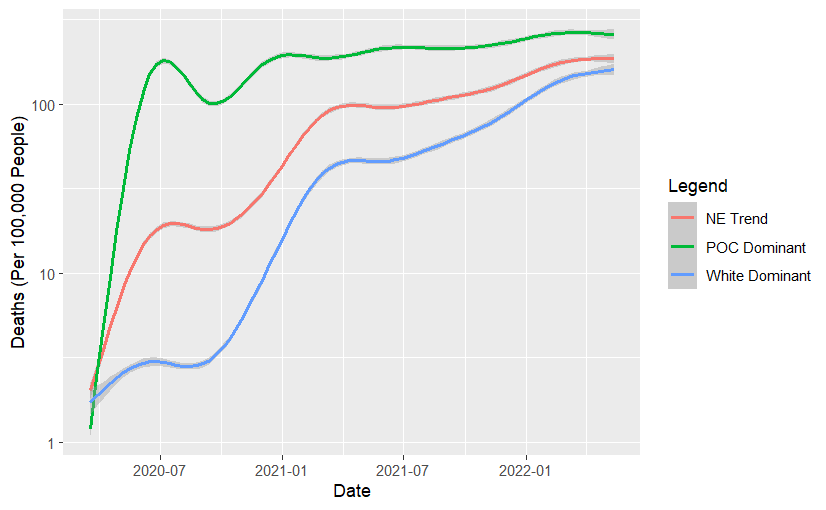 Deaths (Per 100,000 People)
100
10
1
2020-07
2021-01
2021-07
2022-01
Date
Legend
NE Trend
POC Dominant
White Dominant